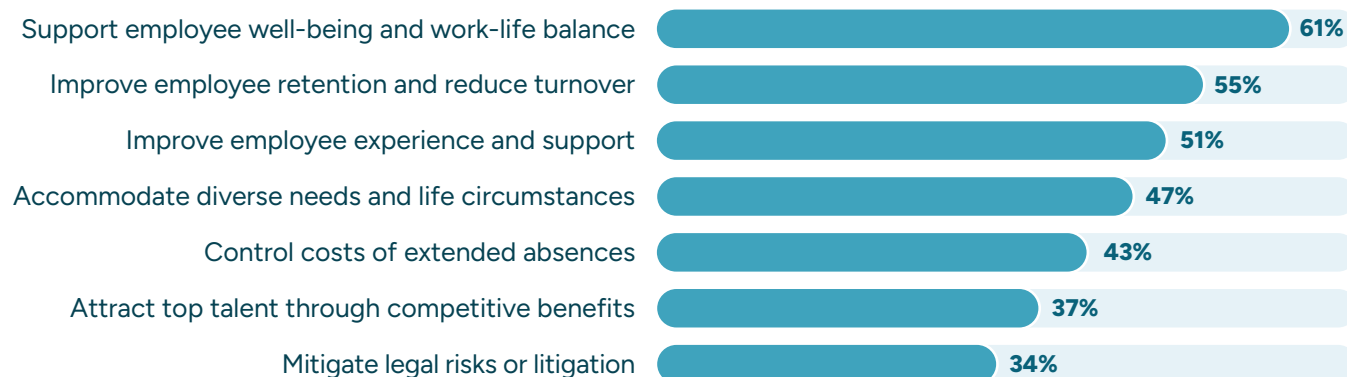 Support employee well-being and work-life balance 61%
Improve employee retention and reduce turnover 55%
Improve employee experience and support 51%
Accommodate diverse needs and life circumstances 47%
Control costs of extended absences 43%
Attract top talent through competitive benefits 37%
Mitigate legal risks or litigation 34%